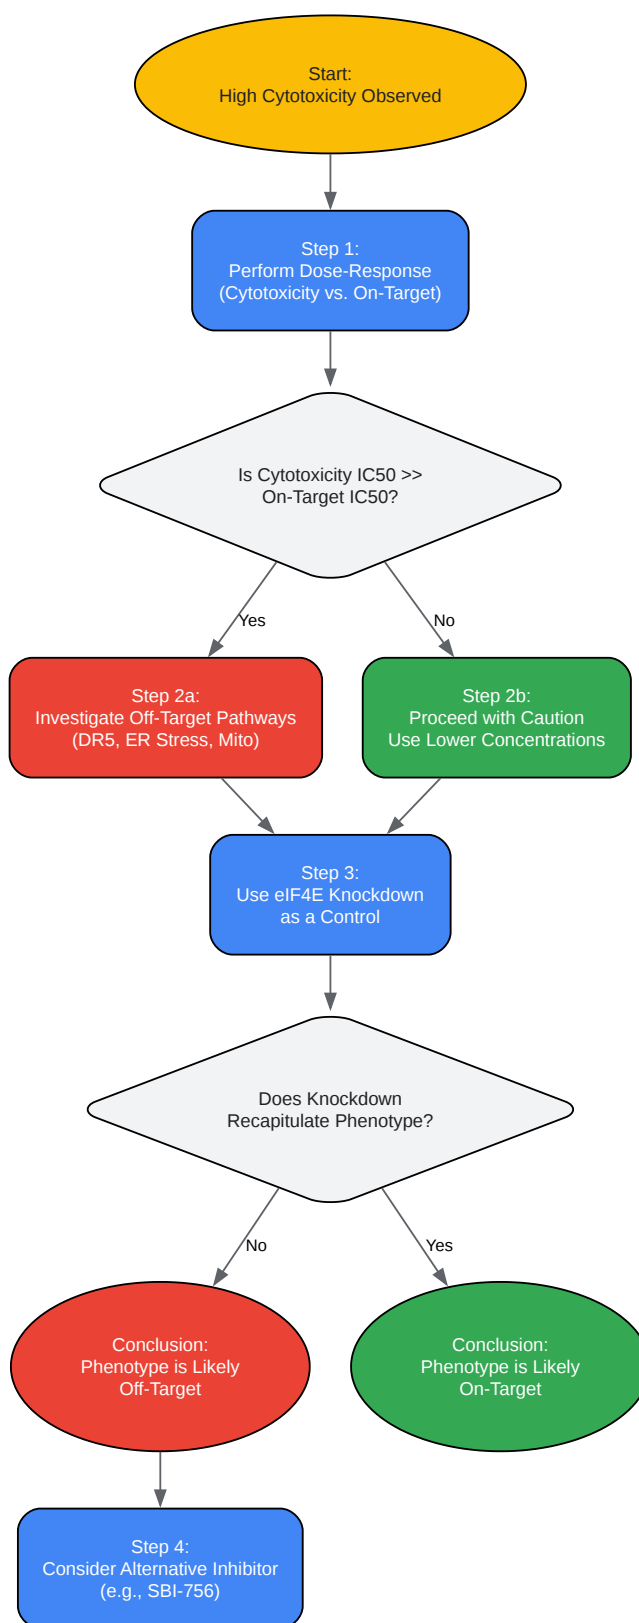 Start:
High Cytotoxicity Observed
Step 1:
Perform Dose-Response
(Cytotoxicity vs. On-Target)
Is Cytotoxicity IC50 >>
On-Target IC50?
Yes
No
Step 2a:
Investigate Off-Target Pathways
(DR5, ER Stress, Mito)
Step 2b:
Proceed with Caution
Use Lower Concentrations
Step 3:
Use eIF4E Knockdown
as a Control
Does Knockdown
Recapitulate Phenotype?
No
Yes
Conclusion:
Phenotype is Likely
Off-Target
Conclusion:
Phenotype is Likely
On-Target
Step 4:
Consider Alternative Inhibitor
(e.g., SBI-756)